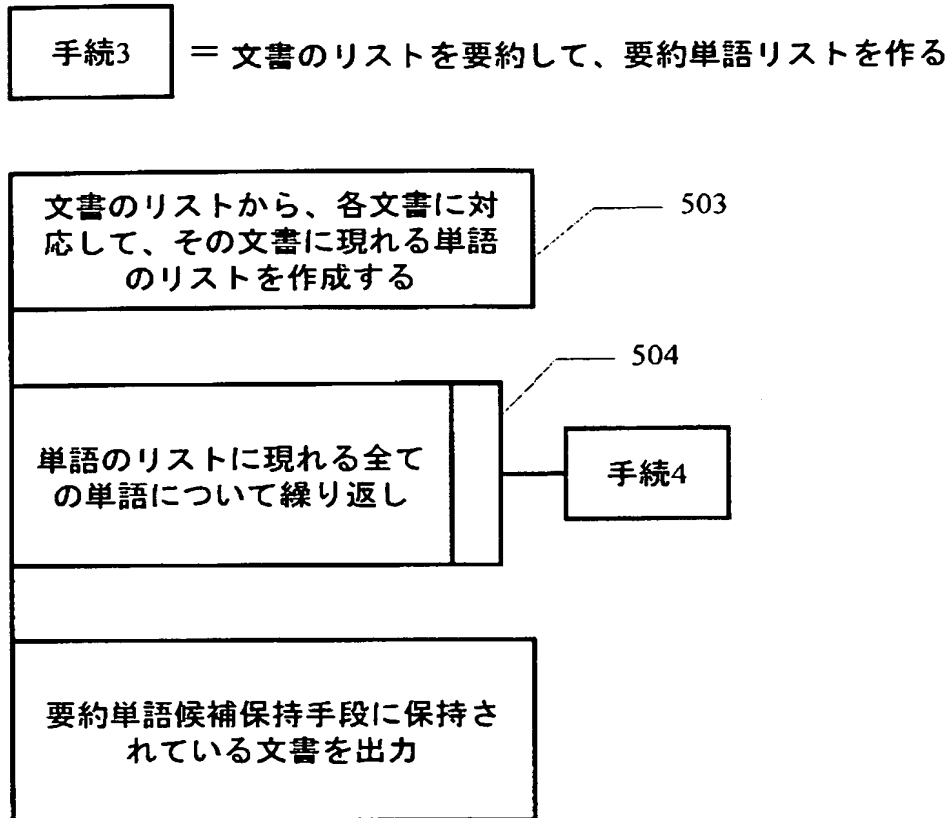 手続3 = 文書のリストを要約して、要約単語リストを作る
文書のリストから、各文書に対
応して、その文書に現れる単語
のリストを作成する
503
504
単語のリストに現れる全て
の単語について繰り返し
手続4
要約単語候補保持手段に保持さ
れている文書を出力